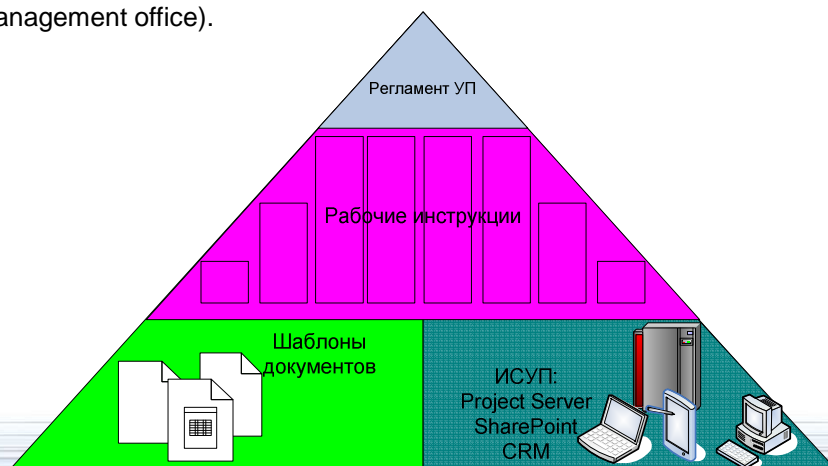 anagement office).
Регламент УП
Рабочие инструкции
Шаблоны
документов
ИСУП:
Project Server
SharePoint
CRM